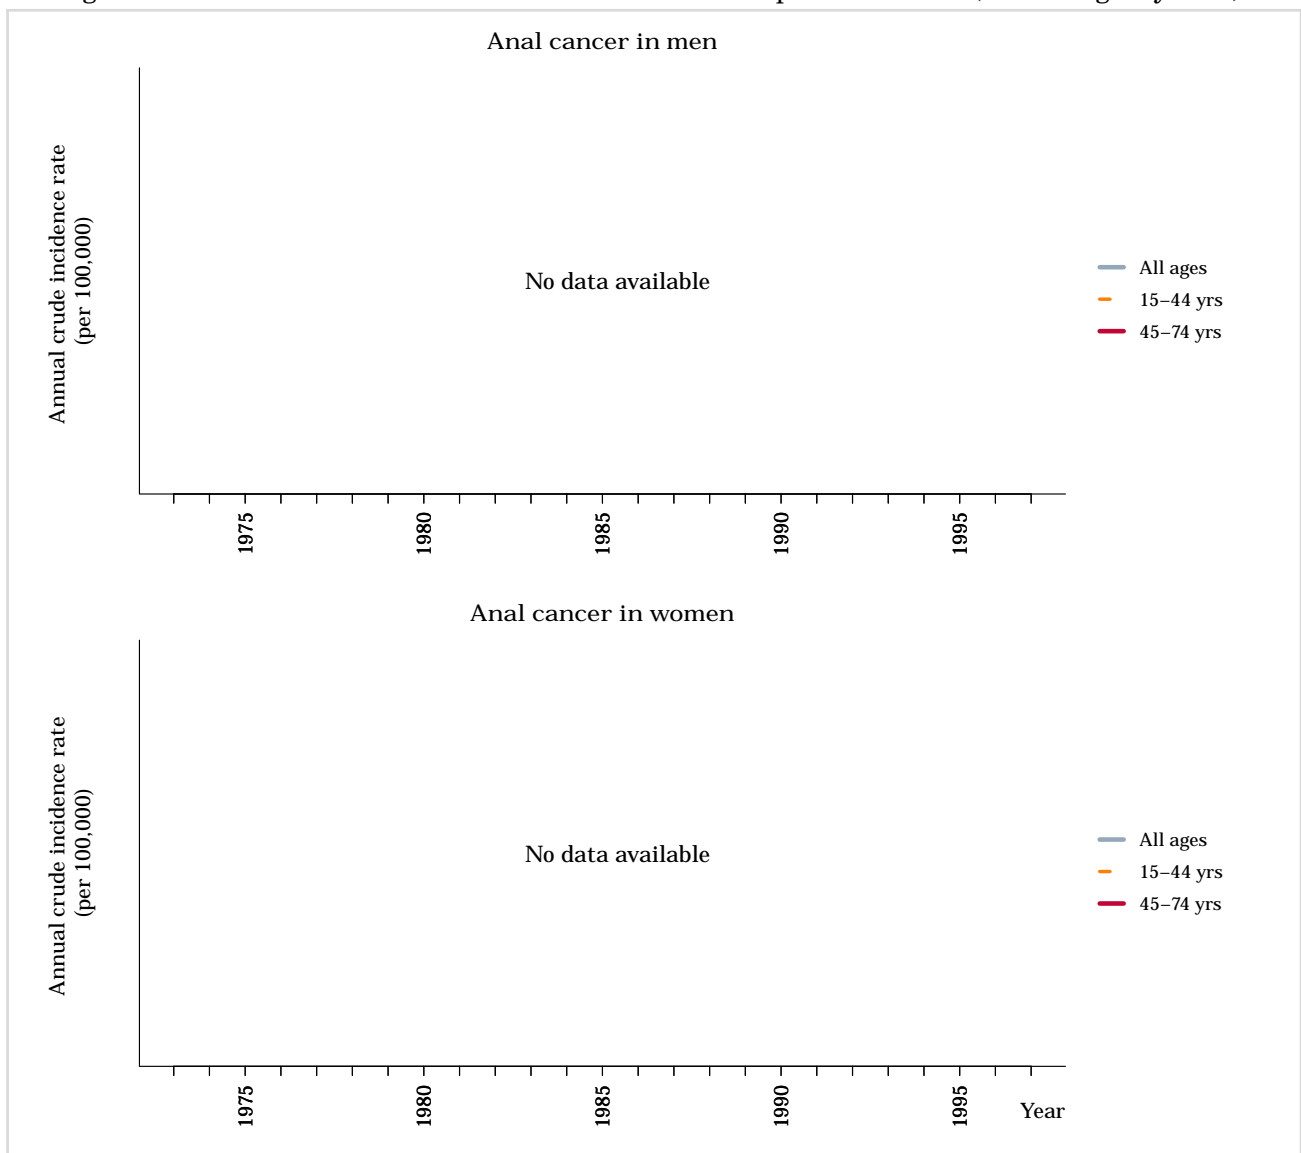 Anal cancer in men
Annual crude incidence rate
(per 100,000)
No data available
All ages
15–44 yrs
45–74 yrs
1975
1980
1985
1990
1995
Anal cancer in women
Annual crude incidence rate
(per 100,000)
No data available
All ages
15–44 yrs
45–74 yrs
1975
1980
1985
1990
1995
Year